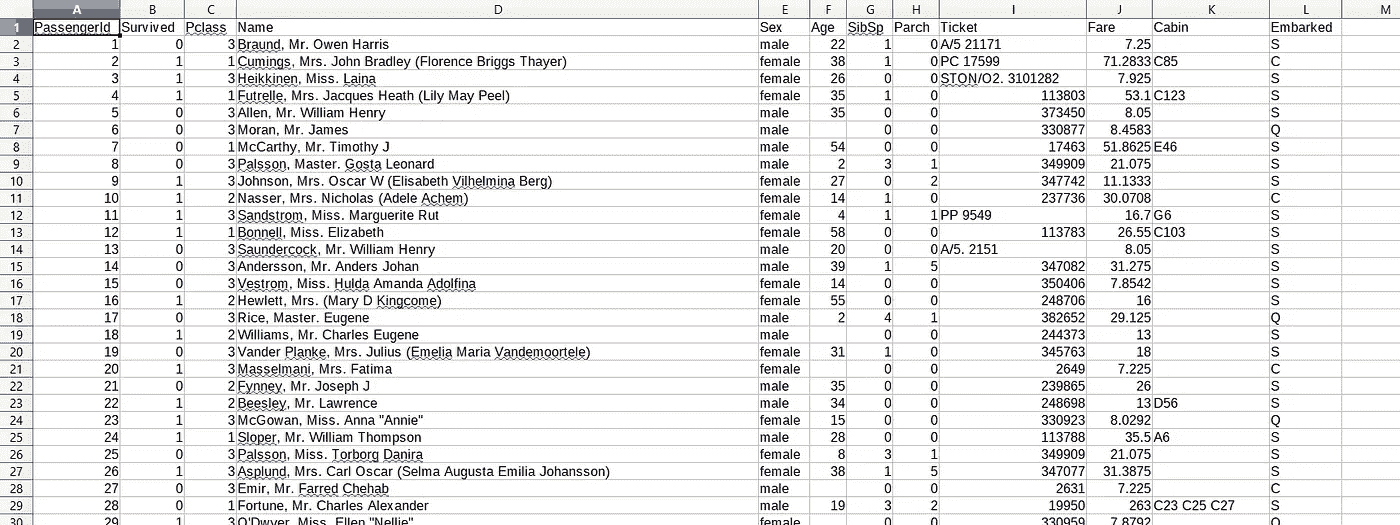 A B C D E F G H I J K L M
1 PassengerId Survived Pclass Name Sex Age SibSp Parch Ticket Fare Cabin Embarked
2 1 0 3 Braund, Mr. Owen Harris male 22 1 0 A/5 21171 7.25 S
3 2 1 1 Cumings, Mrs. John Bradley (Florence Briggs Thayer) female 38 1 0 PC 17599 71.2833 C85 C
4 3 1 3 Heikkinen, Miss. Laina female 26 0 0 STON/O2. 3101282 7.925 S
5 4 1 1 Futrelle, Mrs. Jacques Heath (Lily May Peel) female 35 1 0 113803 53.1 C123 S
6 5 0 3 Allen, Mr. William Henry male 35 0 0 373450 8.05 S
7 6 0 3 Moran, Mr. James male 0 0 330877 8.4583 Q
8 7 0 1 McCarthy, Mr. Timothy J male 54 0 0 17463 51.8625 E46 S
9 8 0 3 Palsson, Master. Gosta Leonard male 2 3 1 349909 21.075 S
10 9 1 3 Johnson, Mrs. Oscar W (Elisabeth Vilhelmina Berg) female 27 0 2 347742 11.1333 S
11 10 1 2 Nasser, Mrs. Nicholas (Adele Achem) female 14 1 0 237736 30.0708 C
12 11 1 3 Sandstrom, Miss. Marguerite Rut female 4 1 1 PP 9549 16.7 G6 S
13 12 1 1 Bonnell, Miss. Elizabeth female 58 0 0 113783 26.55 C103 S
14 13 0 3 Saundercock, Mr. William Henry male 20 0 0 A/5. 2151 8.05 S
15 14 0 3 Andersson, Mr. Anders Johan male 39 1 5 347082 31.275 S
16 15 0 3 Vestrom, Miss. Hulda Amanda Adolfina female 14 0 0 350406 7.8542 S
17 16 1 2 Hewlett, Mrs. (Mary D Kingcome) female 55 0 0 248706 16 S
18 17 0 3 Rice, Master. Eugene male 2 4 1 382652 29.125 Q
19 18 1 2 Williams, Mr. Charles Eugene male 0 0 244373 13 S
20 19 0 3 Vander Planke, Mrs. Julius (Emelia Maria Vandemoortele) female 31 1 0 345763 18 S
21 20 1 3 Masselmani, Mrs. Fatima female 0 0 2649 7.225 C
22 21 0 2 Fynney, Mr. Joseph J male 35 0 0 239865 26 S
23 22 1 2 Beesley, Mr. Lawrence male 34 0 0 248698 13 D56 S
24 23 1 3 McGowan, Miss. Anna "Annie" female 15 0 0 330923 8.0292 Q
25 24 1 1 Sloper, Mr. William Thompson male 28 0 0 113788 35.5 A6 S
26 25 0 3 Palsson, Miss. Torborg Danira female 8 3 1 349909 21.075 S
27 26 1 3 Asplund, Mrs. Carl Oscar (Selma Augusta Emilia Johansson) female 38 1 5 347077 31.3875 S
28 27 0 3 Emir, Mr. Farred Chehab male 0 0 2631 7.225 C
29 28 0 1 Fortune, Mr. Charles Alexander male 19 3 2 19950 263 C23 C25 C27 S
30 29 1 3 O'Dwyer, Miss. Ellen "Nellie" female 0 0 330959 7.8792 Q